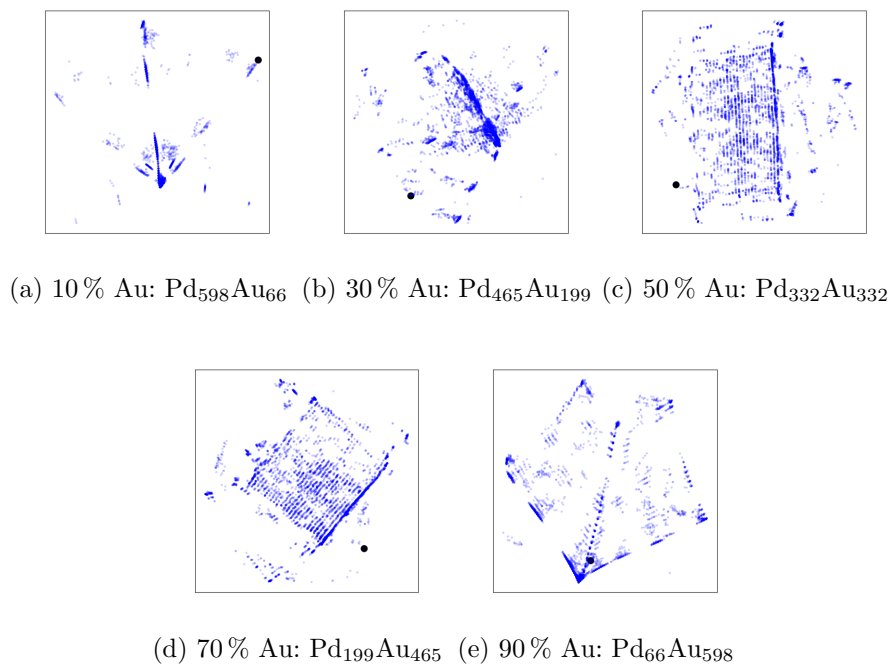 (a) 10 % Au: Pd₅₉₈Au₆₆ (b) 30 % Au: Pd₄₆₅Au₁₉₉ (c) 50 % Au: Pd₃₃₂Au₃₃₂
(d) 70 % Au: Pd₁₉₉Au₄₆₅ (e) 90 % Au: Pd₆₆Au₅₉₈